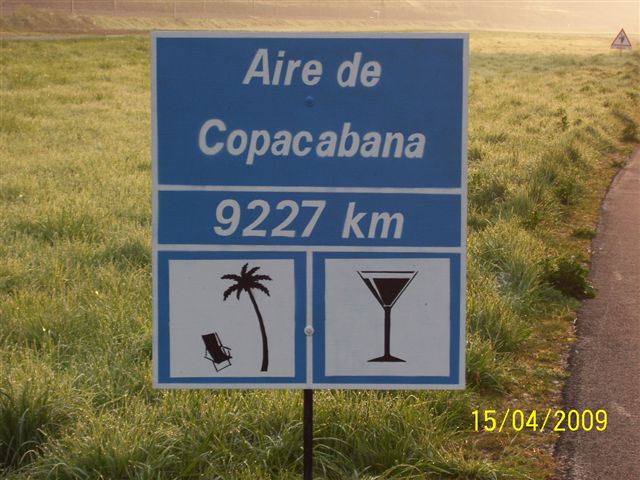 Aire de
Copacabana
9227 km
15/04/2009